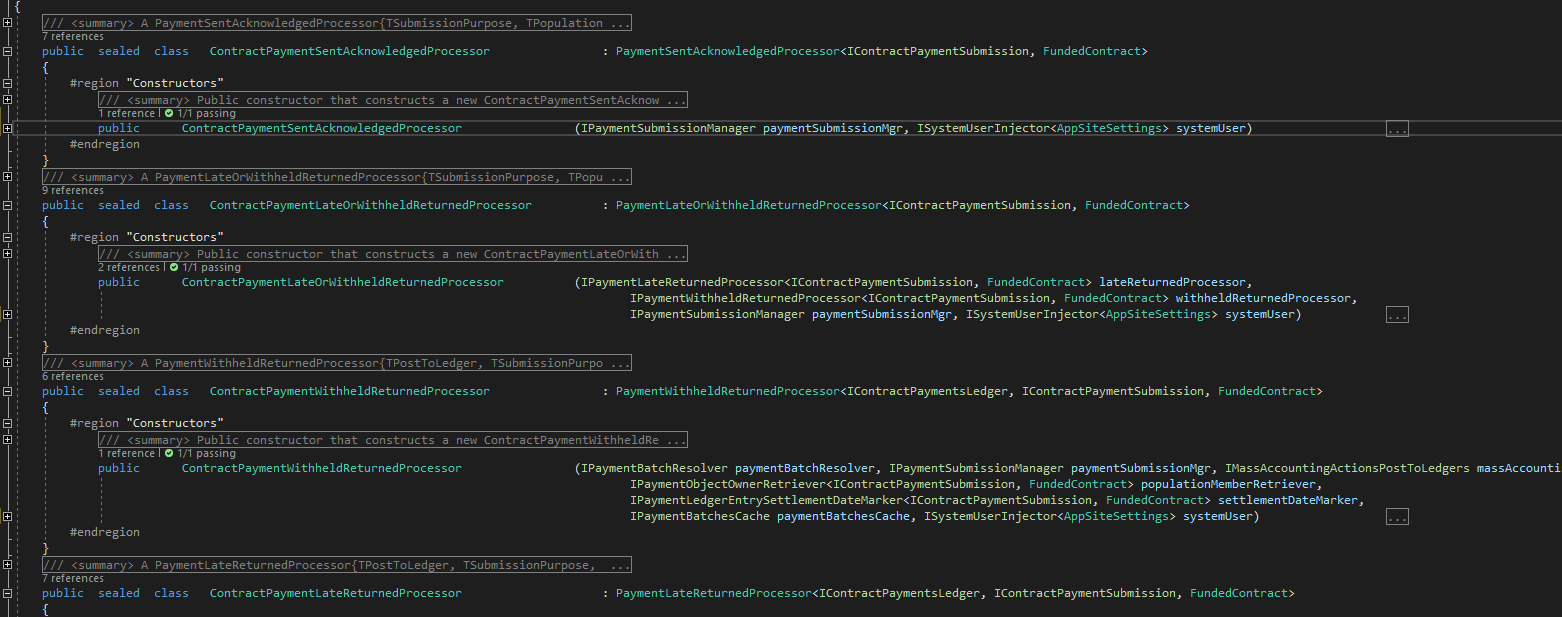 {
/// <summary> A PaymentSentAcknowledgedProcessor{TSubmissionPurpose, TPopulation ...
7 references
public sealed class ContractPaymentSentAcknowledgedProcessor : PaymentSentAcknowledgedProcessor<IContractPaymentSubmission, FundedContract>
{
#region "Constructors"
/// <summary> Public constructor that constructs a new ContractPaymentSentAcknow ...
1 reference | 1/1 passing
public ContractPaymentSentAcknowledgedProcessor (IPaymentSubmissionManager paymentSubmissionMgr, ISystemUserInjector<AppSiteSettings> systemUser) ...
#endregion
}
/// <summary> A PaymentLateOrWithheldReturnedProcessor{TSubmissionPurpose, TPopu ...
9 references
public sealed class ContractPaymentLateOrWithheldReturnedProcessor : PaymentLateOrWithheldReturnedProcessor<IContractPaymentSubmission, FundedContract>
{
#region "Constructors"
/// <summary> Public constructor that constructs a new ContractPaymentLateOrWith ...
2 references | 1/1 passing
public ContractPaymentLateOrWithheldReturnedProcessor (IPaymentLateReturnedProcessor<IContractPaymentSubmission, FundedContract> lateReturnedProcessor,
IPaymentWithheldReturnedProcessor<IContractPaymentSubmission, FundedContract> withheldReturnedProcessor,
IPaymentSubmissionManager paymentSubmissionMgr, ISystemUserInjector<AppSiteSettings> systemUser) ...
#endregion
}
/// <summary> A PaymentWithheldReturnedProcessor{TPostToLedger, TSubmissionPurpo ...
6 references
public sealed class ContractPaymentWithheldReturnedProcessor : PaymentWithheldReturnedProcessor<IContractPaymentsLedger, IContractPaymentSubmission, FundedContract>
{
#region "Constructors"
/// <summary> Public constructor that constructs a new ContractPaymentWithheldRe ...
1 reference | 1/1 passing
public ContractPaymentWithheldReturnedProcessor (IPaymentBatchResolver paymentBatchResolver, IPaymentSubmissionManager paymentSubmissionMgr, IMassAccountingActionsPostToLedgers massAccounti
IPaymentObjectOwnerRetriever<IContractPaymentSubmission, FundedContract> populationMemberRetriever,
IPaymentLedgerEntrySettlementDateMarker<IContractPaymentSubmission, FundedContract> settlementDateMarker,
IPaymentBatchesCache paymentBatchesCache, ISystemUserInjector<AppSiteSettings> systemUser) ...
#endregion
}
/// <summary> A PaymentLateReturnedProcessor{TPostToLedger, TSubmissionPurpose, ...
7 references
public sealed class ContractPaymentLateReturnedProcessor : PaymentLateReturnedProcessor<IContractPaymentsLedger, IContractPaymentSubmission, FundedContract>
{